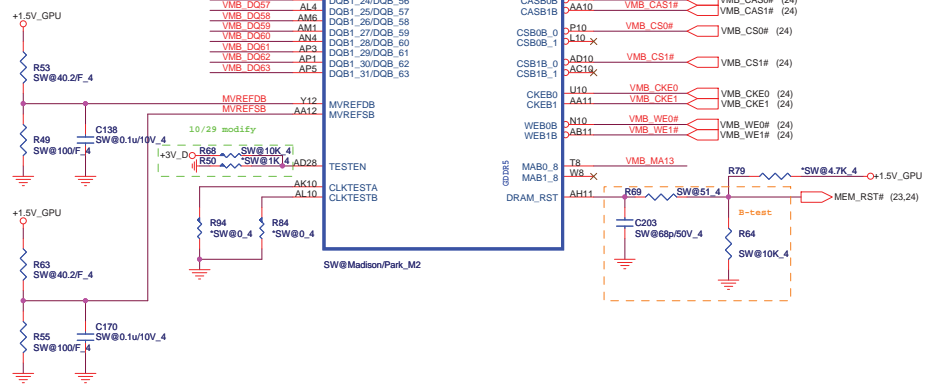 VMB_DQ57 AL4 DQB1_24/DQB_56 CASB0B VMB_CAS0# (24)
VMB_DQ58 AM6 DQB1_25/DQB_57 CASB1B AA10 VMB_CAS1# VMB_CAS1# (24)
+1.5V_GPU VMB_DQ59 AM1 DQB1_26/DQB_58
VMB_DQ60 AN4 DQB1_27/DQB_59 CSB0B_0 P10 VMB_CS0# VMB_CS0# (24)
VMB_DQ61 AP3 DQB1_28/DQB_60 CSB0B_1 L10
VMB_DQ62 AP1 DQB1_29/DQB_61
VMB_DQ63 AP5 DQB1_30/DQB_62 CSB1B_0 AD10 VMB_CS1# VMB_CS1# (24)
DQB1_31/DQB_63 CSB1B_1 AC10
R53
SW@40.2/F_4
CKEB0 U10 VMB_CKE0 VMB_CKE0 (24)
CKEB1 AA11 VMB_CKE1 VMB_CKE1 (24)
MVREFDB Y12 MVREFDB
MVREFSB AA12 MVREFSB
WEB0B N10 VMB_WE0# VMB_WE0# (24)
WEB1B AB11 VMB_WE1# VMB_WE1# (24)
R49
SW@100/F_4
C138
SW@0.1u/10V_4
10/29 modify
+3V_D R68 SW@10K_4
R50 *SW@1K_4
AD28 TESTEN
GDDR5
MAB0_8 T8 VMB_MA13
MAB1_8 W8
R79 *SW@4.7K_4 +1.5V_GPU
AK10 CLKTESTA
AL10 CLKTESTB
DRAM_RST AH11 R69 SW@51_4 MEM_RST# (23,24)
B-test
R94
*SW@0_4
R84
*SW@0_4
C203
SW@68p/50V_4
R64
SW@10K_4
SW@Madison/Park_M2
+1.5V_GPU
R63
SW@40.2/F_4
R55
SW@100/F_4
C170
SW@0.1u/10V_4